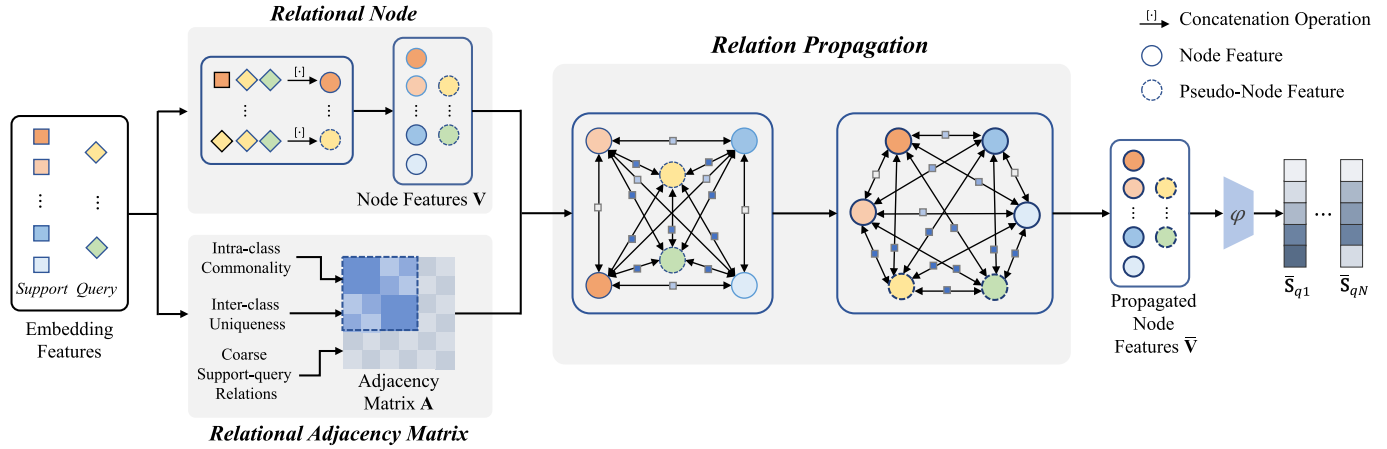 Relational Node
[·]
⋮
⋮
[·]
Node Features V
Support Query
Embedding
Features
Intra-class
Commonality
Inter-class
Uniqueness
Coarse
Support-query
Relations
Adjacency
Matrix A
Relational Adjacency Matrix
Relation Propagation
[·]
Concatenation Operation
Node Feature
Pseudo-Node Feature
Propagated
Node
Features V̅
φ
...
S̅q1
S̅qN